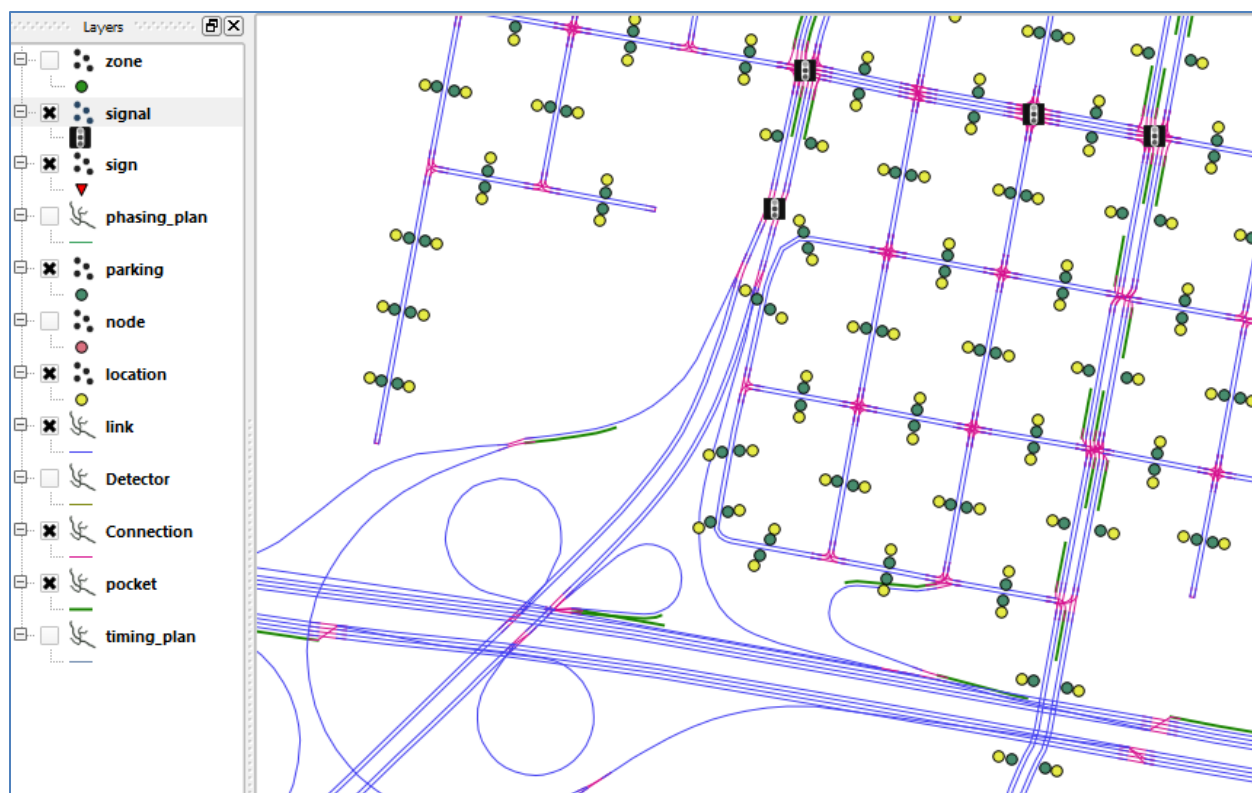 Layers
zone
signal
sign
phasing_plan
parking
node
location
link
Detector
Connection
pocket
timing_plan